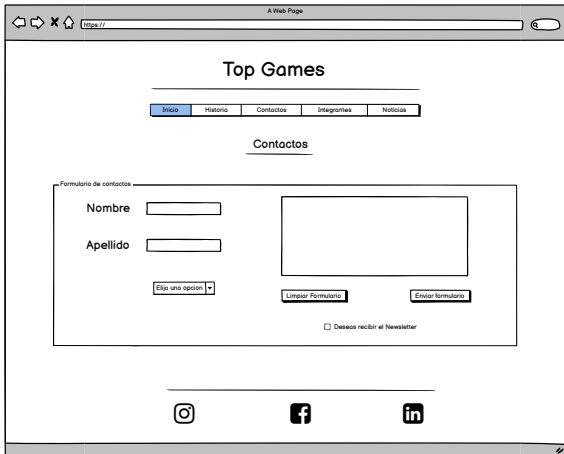 A Web Page
https://
Top Games
Inicio Historia Contactos Integrantes Noticias
Contactos
Formulario de contactos
Nombre
Apellido
Elija una opcion
Limpiar Formulario Enviar formulario
Deseas recibir el Newsletter
in